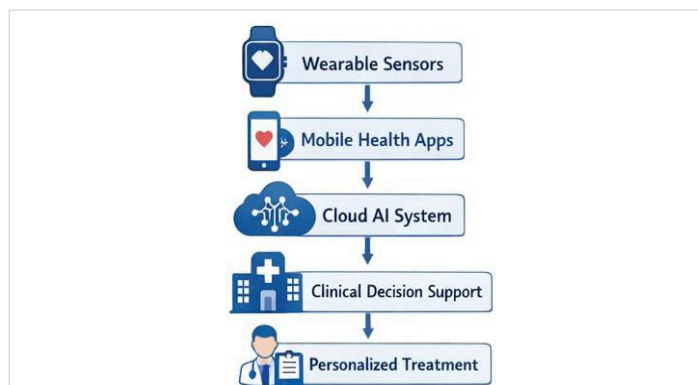 Wearable Sensors
Mobile Health Apps
Cloud AI System
Clinical Decision Support
Personalized Treatment